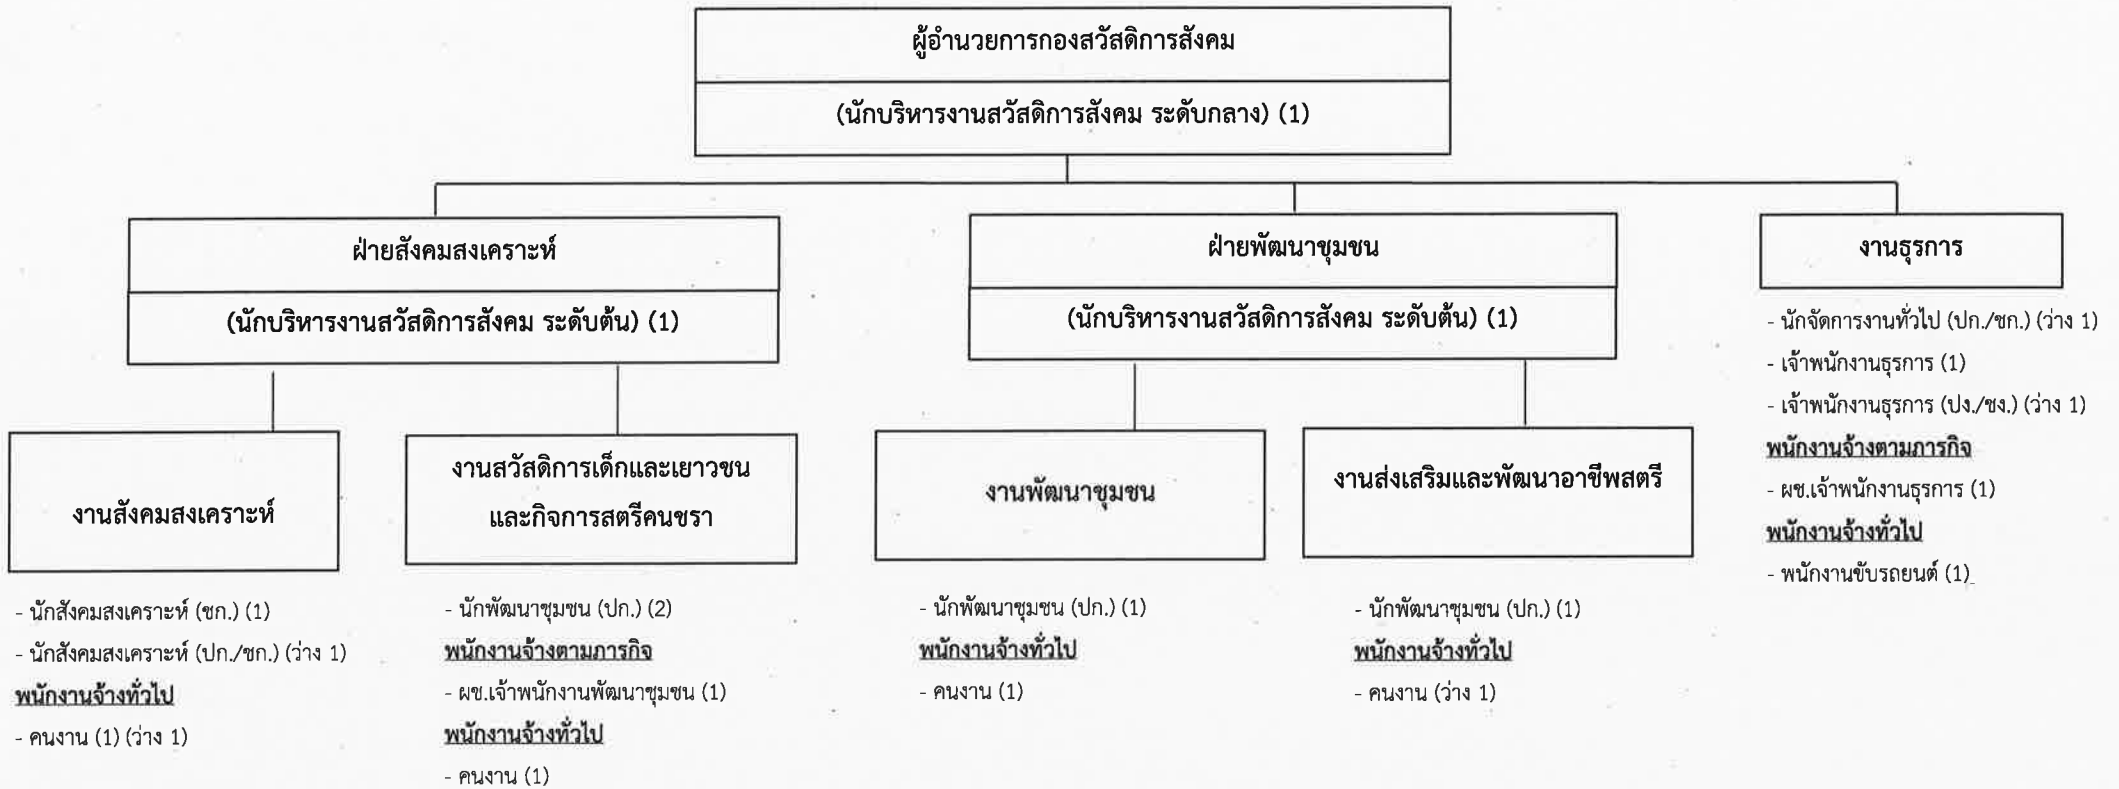 ผู้อำนวยการกองสวัสดิการสังคม
(นักบริหารงานสวัสดิการสังคม ระดับกลาง) (1)
ฝ่ายสังคมสงเคราะห์
(นักบริหารงานสวัสดิการสังคม ระดับต้น) (1)
ฝ่ายพัฒนาชุมชน
(นักบริหารงานสวัสดิการสังคม ระดับต้น) (1)
งานธุรการ
- นักจัดการงานทั่วไป (ปก./ชก.) (ว่าง 1)
- เจ้าพนักงานธุรการ (1)
- เจ้าพนักงานธุรการ (ปง./ชง.) (ว่าง 1)
พนักงานจ้างตามภารกิจ
- ผช.เจ้าพนักงานธุรการ (1)
พนักงานจ้างทั่วไป
- พนักงานขับรถยนต์ (1)
งานสังคมสงเคราะห์
- นักสังคมสงเคราะห์ (ชก.) (1)
- นักสังคมสงเคราะห์ (ปก./ชก.) (ว่าง 1)
พนักงานจ้างทั่วไป
- คนงาน (1) (ว่าง 1)
งานสวัสดิการเด็กและเยาวชน
และกิจการสตรีคนชรา
- นักพัฒนาชุมชน (ปก.) (2)
พนักงานจ้างตามภารกิจ
- ผช.เจ้าพนักงานพัฒนาชุมชน (1)
พนักงานจ้างทั่วไป
- คนงาน (1)
งานพัฒนาชุมชน
- นักพัฒนาชุมชน (ปก.) (1)
พนักงานจ้างทั่วไป
- คนงาน (1)
งานส่งเสริมและพัฒนาอาชีพสตรี
- นักพัฒนาชุมชน (ปก.) (1)
พนักงานจ้างทั่วไป
- คนงาน (ว่าง 1)